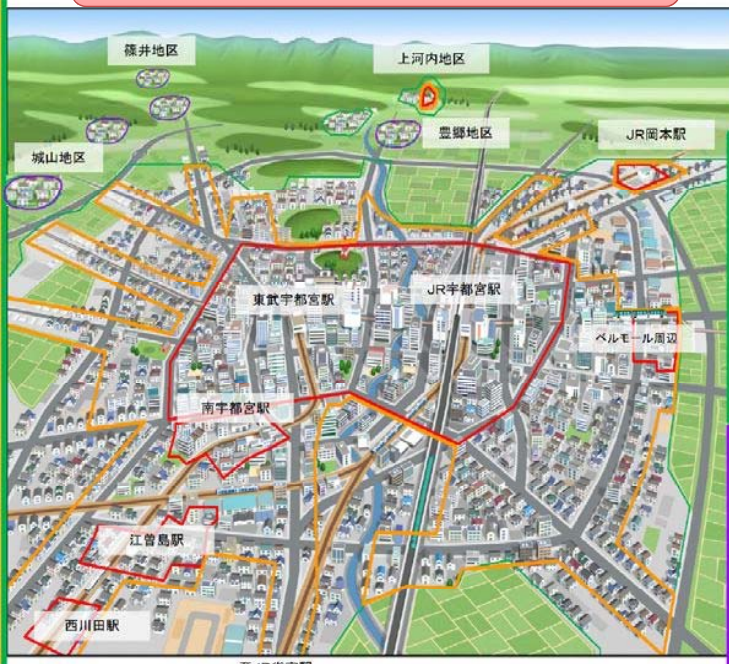 篠井地区
上河内地区
豊郷地区
JR岡本駅
城山地区
東武宇都宮駅
JR宇都宮駅
ベルモール周辺
南宇都宮駅
江曽島駅
西川田駅